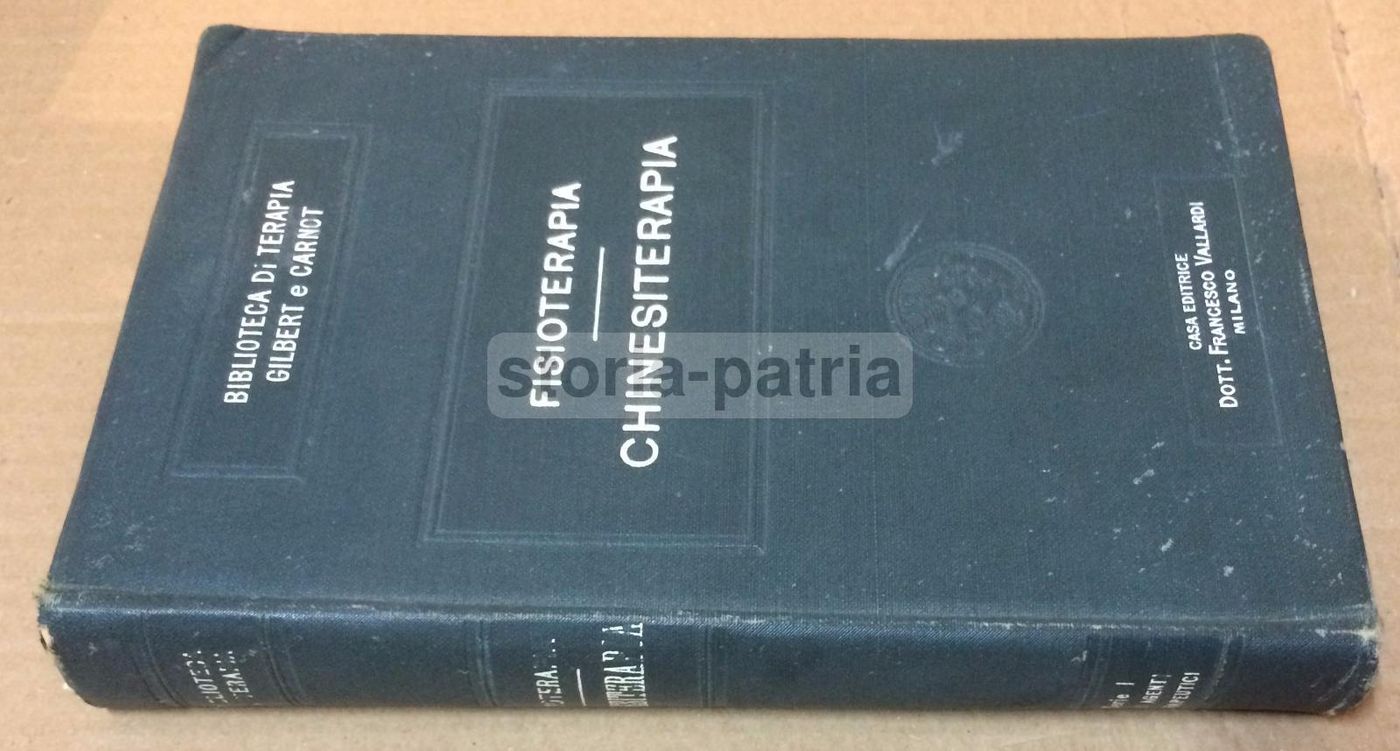 BIBLIOTECA Di TERAPIA
GILBERT e CARNOT
FISIOTERAPIA
CHINESITERAPIA
CASA EDITRICE
DOTT. FRANCESCO VALLARDI
MILANO
storia-patria